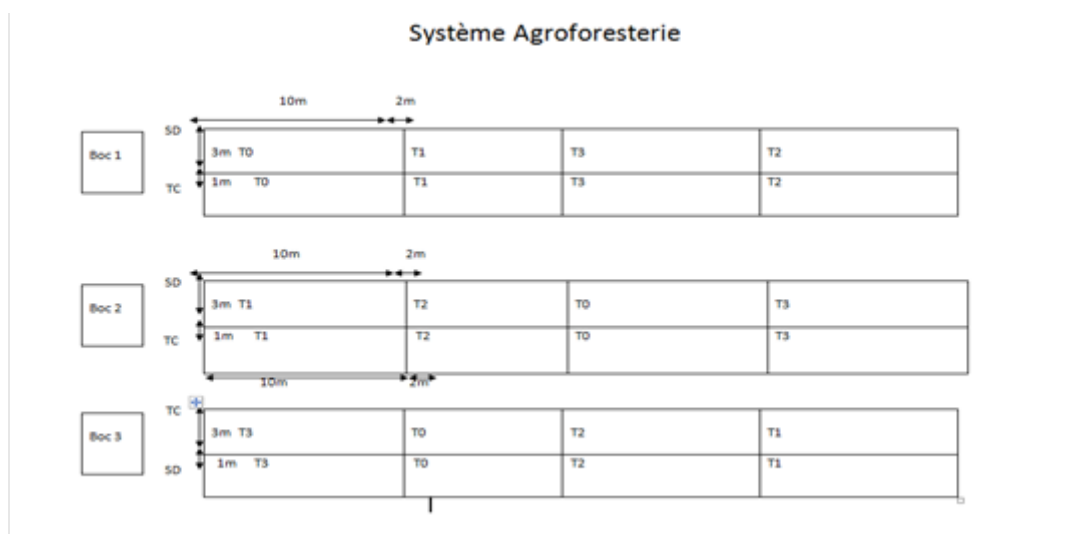 Système Agroforesterie
10m 2m
SD
Boc 1
3m T0 T1 T3 T2
TC
1m T0 T1 T3 T2
10m 2m
SD
Boc 2
3m T1 T2 T0 T3
TC
1m T1 T2 T0 T3
10m 2m
TC
Boc 3
3m T3 T0 T2 T1
SD
1m T3 T0 T2 T1